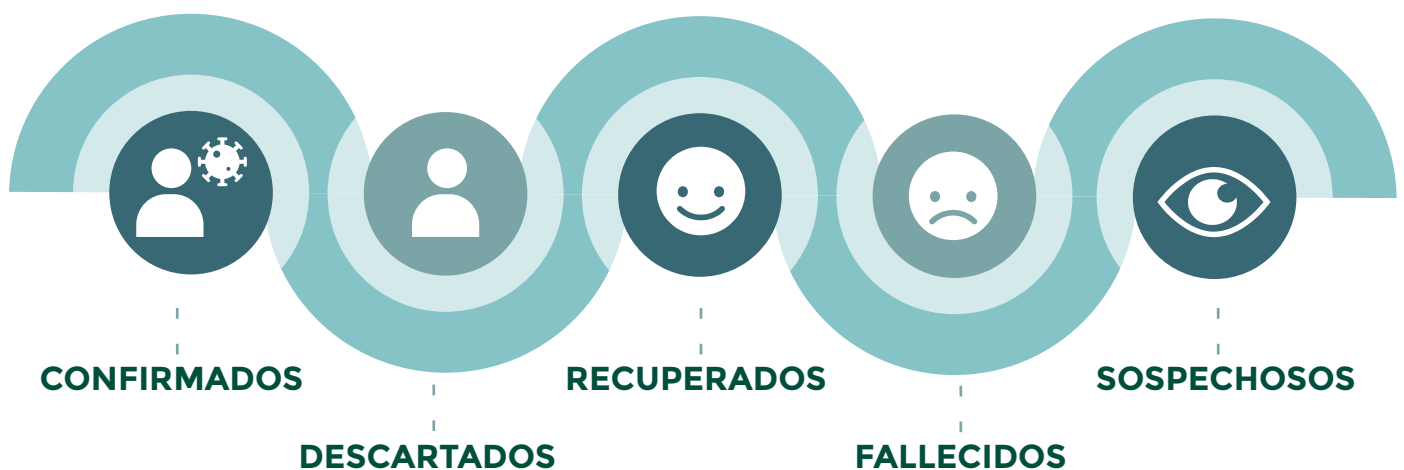 CONFIRMADOS
DESCARTADOS
RECUPERADOS
FALLECIDOS
SOSPECHOSOS